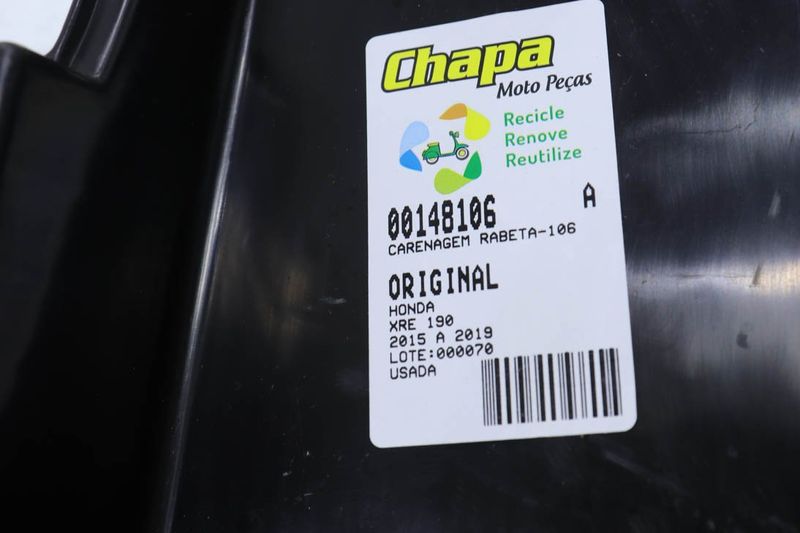 Chapa
Moto Peças
Recicle
Renove
Reutilize
00148106 A
CARENAGEM RABETA-106
ORIGINAL
HONDA
XRE 190
2015 A 2019
LOTE:000070
USADA